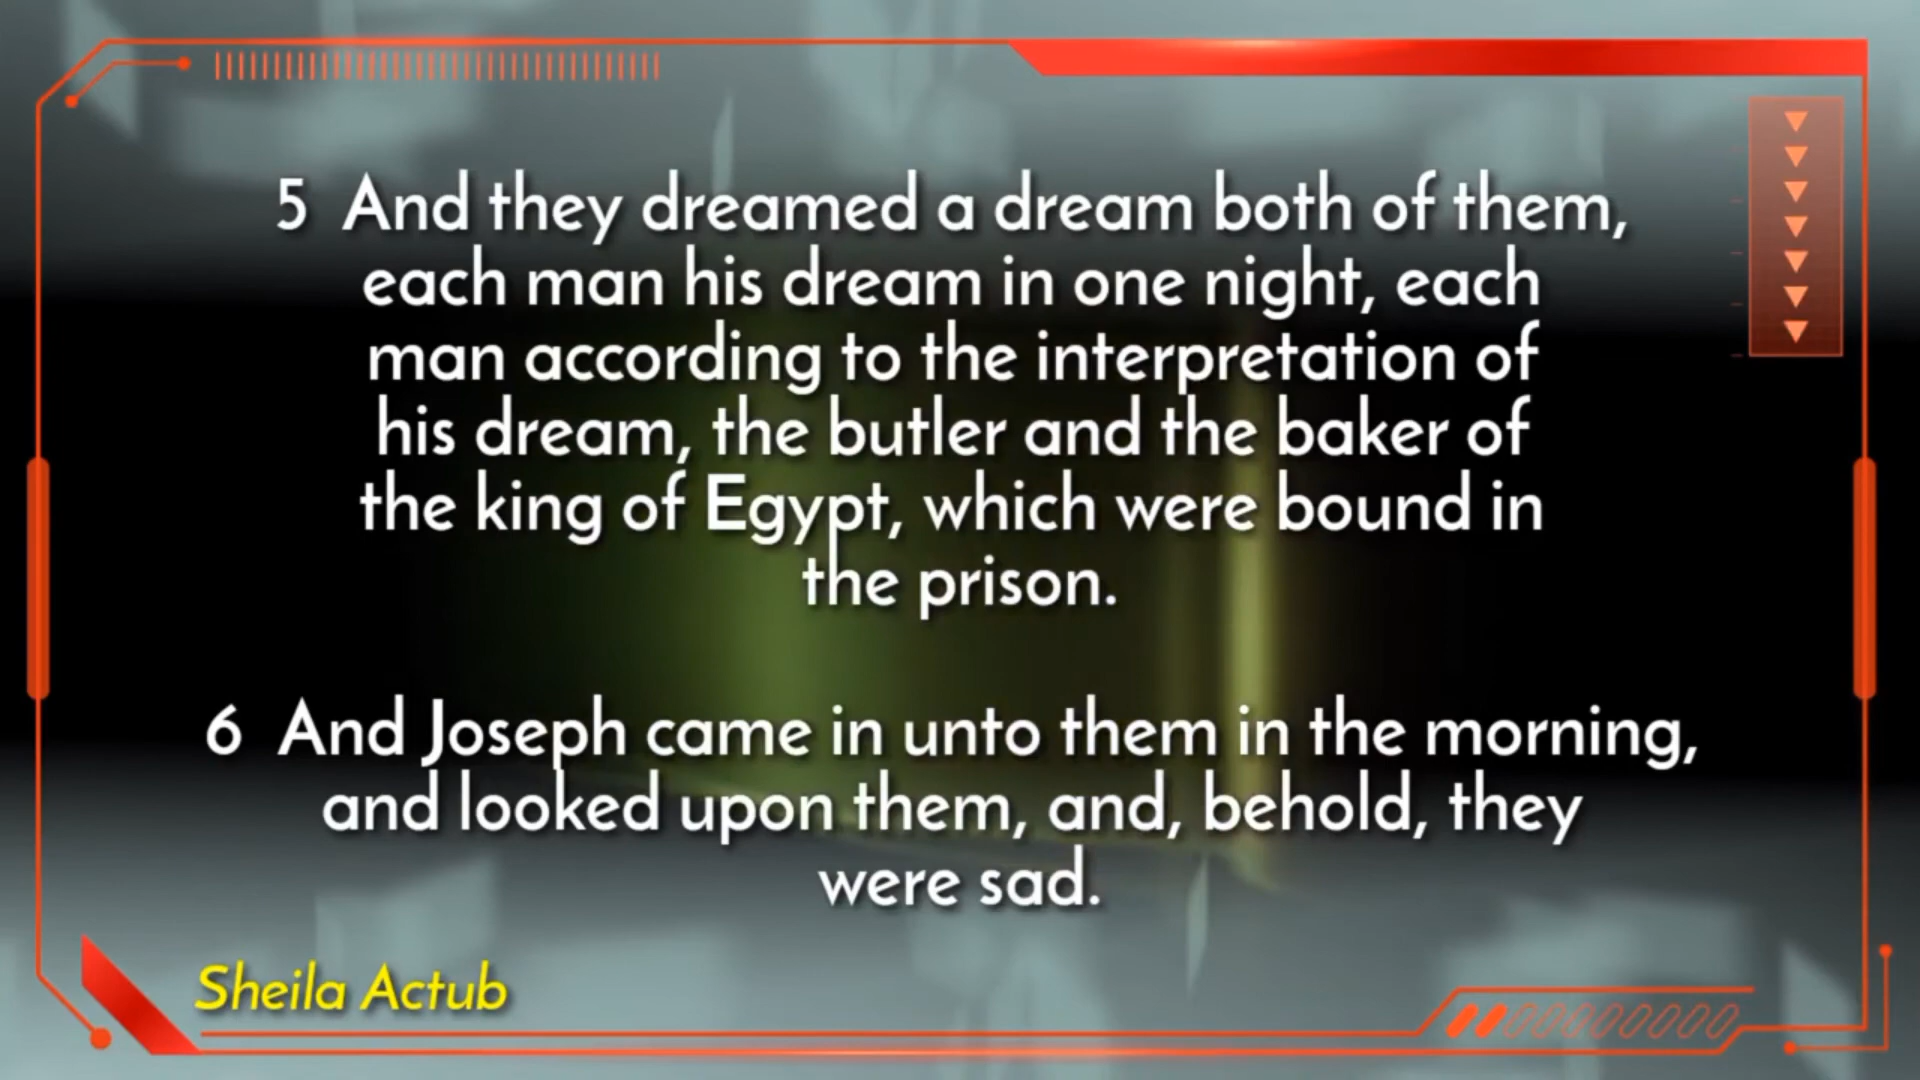 5 And they dreamed a dream both of them,
each man his dream in one night, each
man according to the interpretation of
his dream, the butler and the baker of
the king of Egypt, which were bound in
the prison.
6 And Joseph came in unto them in the morning,
and looked upon them, and, behold, they
were sad.
Sheila Actub